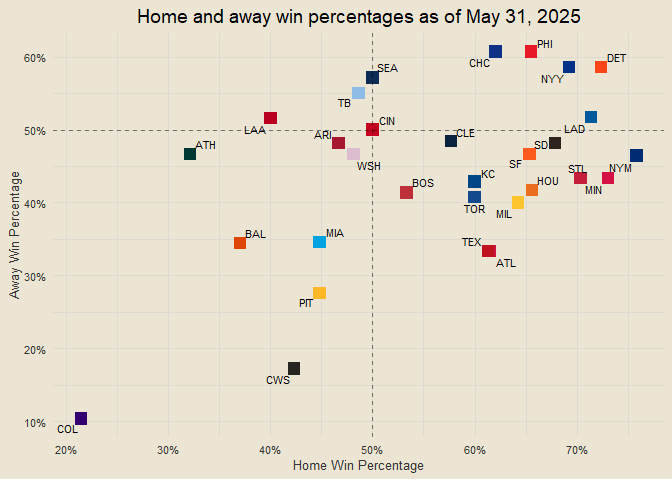 Home and away win percentages as of May 31, 2025
Away Win Percentage
60%
50%
40%
30%
20%
10%
PHI
CHC
DET
SEA
NYY
TB
CIN
LAD
LAA
ARI
CLE
ATH
SD
WSH
SF
NYM
KC
STL
BOS
HOU
MIN
TOR
MIL
BAL
MIA
TEX
ATL
PIT
CWS
COL
20%
30%
40%
50%
60%
70%
Home Win Percentage